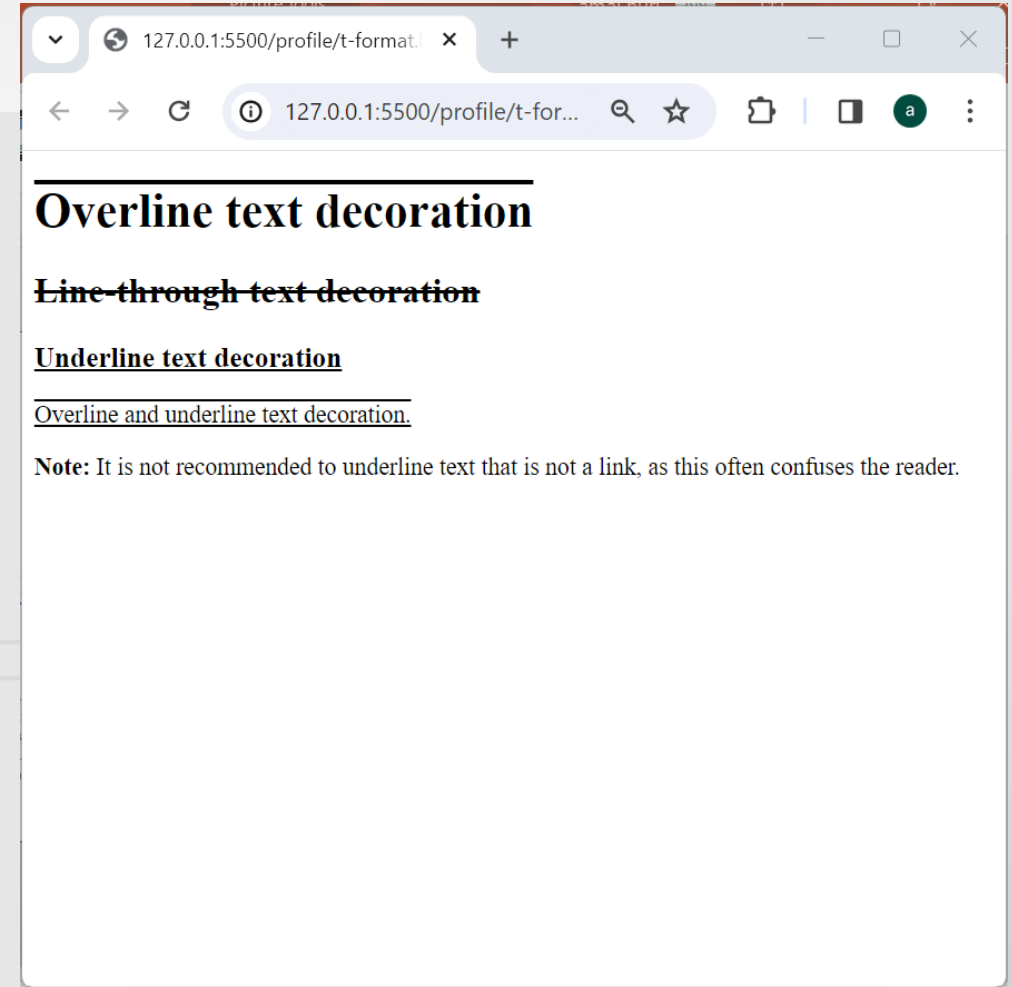 127.0.0.1:5500/profile/t-format.
127.0.0.1:5500/profile/t-for...
a
Overline text decoration
Line-through text decoration
Underline text decoration
Overline and underline text decoration.
Note: It is not recommended to underline text that is not a link, as this often confuses the reader.